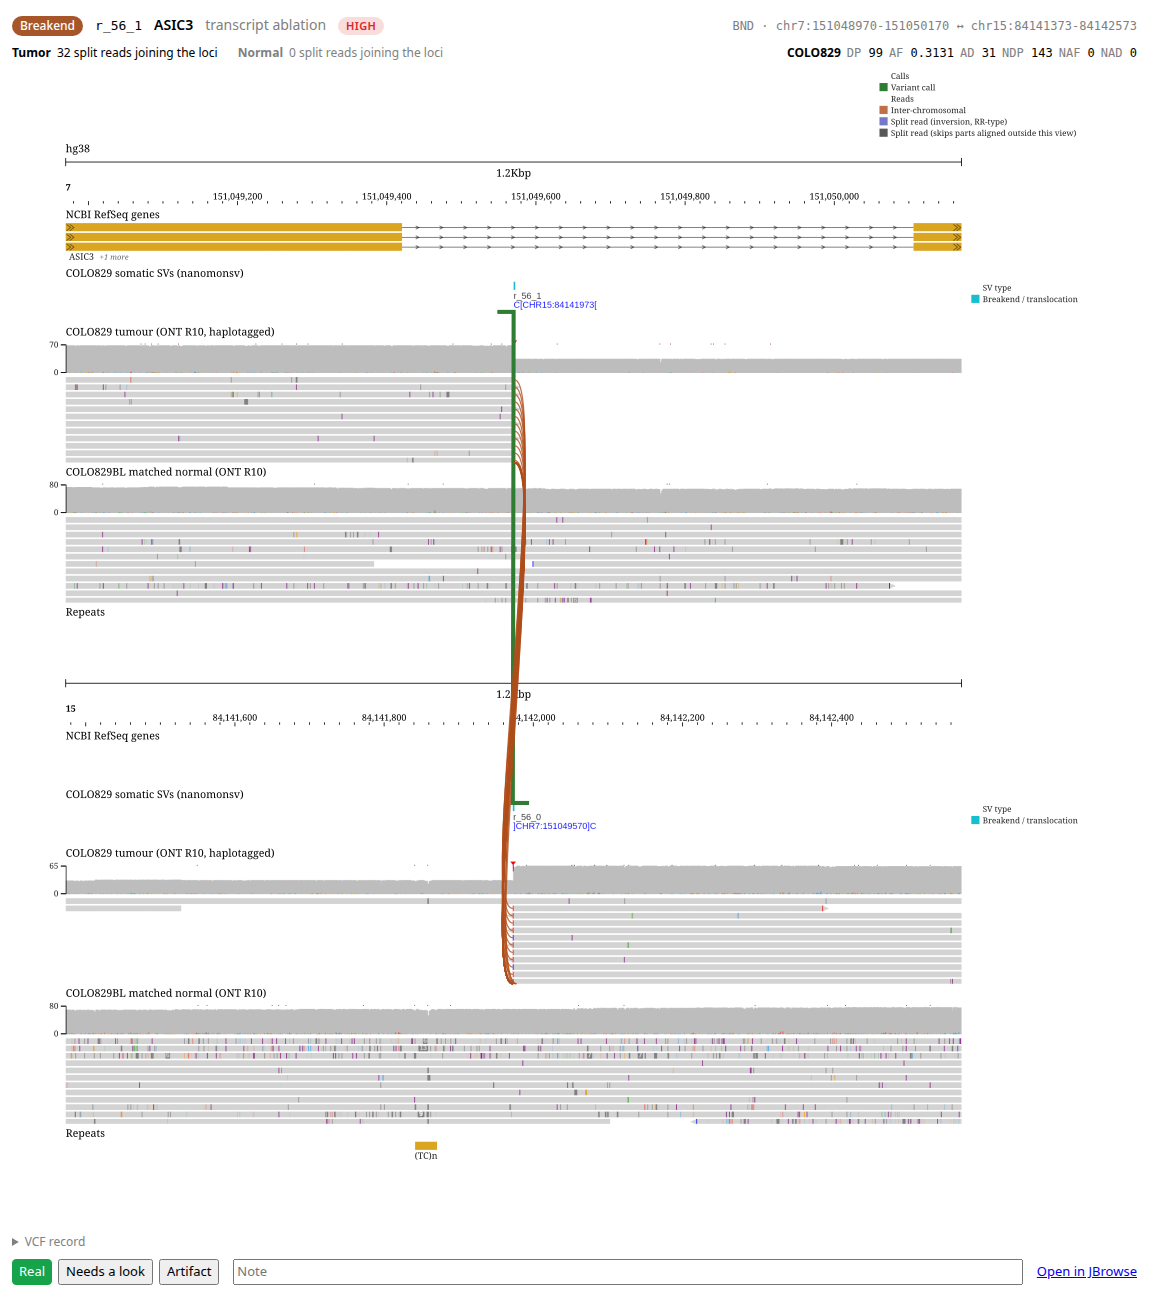 Breakend r_56_1 ASIC3 transcript ablation HIGH BND · chr7:151048970-151050170 ↔ chr15:84141373-84142573
Tumor 32 split reads joining the loci Normal 0 split reads joining the loci COLO829 DP 99 AF 0.3131 AD 31 NDP 143 NAF 0 NAD 0
Calls
Variant call
Reads
Inter-chromosomal
Split read (inversion, RR-type)
Split read (skips parts aligned outside this view)
hg38
1.2Kbp
7
151,049,200 151,049,400 151,049,600 151,049,800 151,050,000
NCBI RefSeq genes
ASIC3 +1 more
COLO829 somatic SVs (nanomonsv)
SV type
Breakend / translocation
r_56_1
C[CHR15:84141973[
COLO829 tumour (ONT R10, haplotagged)
70
0
COLO829BL matched normal (ONT R10)
80
0
Repeats
15
84,141,600 84,141,800 84,142,200 84,142,400
NCBI RefSeq genes
COLO829 somatic SVs (nanomonsv)
SV type
Breakend / translocation
r_56_0
]CHR7:151049570]C
COLO829 tumour (ONT R10, haplotagged)
65
0
COLO829BL matched normal (ONT R10)
80
0
Repeats
(TC)n
VCF record
Real Needs a look Artifact Note Open in JBrowse